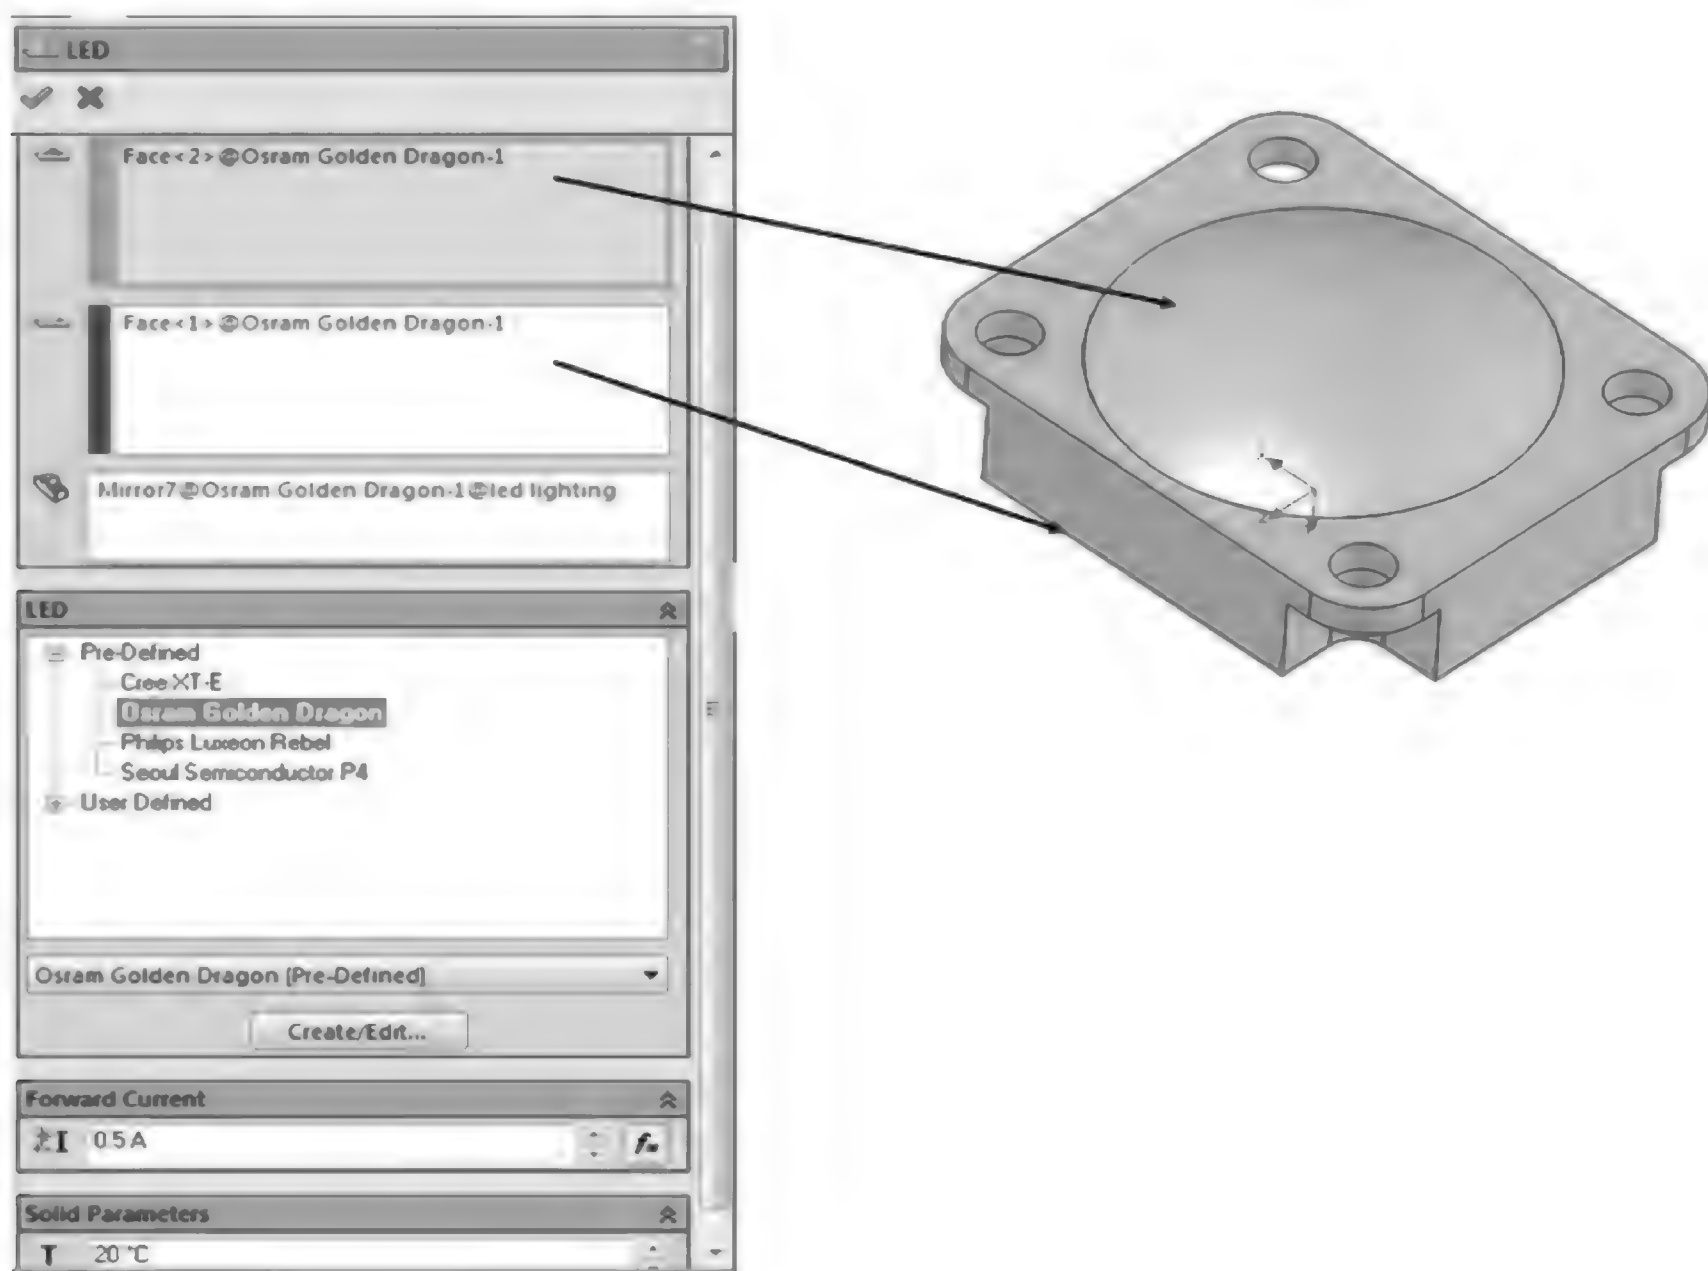 LED
Face<2>@Osram Golden Dragon-1
Face<1>@Osram Golden Dragon-1
Mirror7@Osram Golden Dragon-1@led lighting
LED
Pre-Defined
Cree XT-E
Osram Golden Dragon
Philips Luxeon Rebel
Seoul Semiconductor P4
User Defined
Osram Golden Dragon (Pre-Defined)
Create/Edit...
Forward Current
I 0.5 A
Solid Parameters
T 20 °C